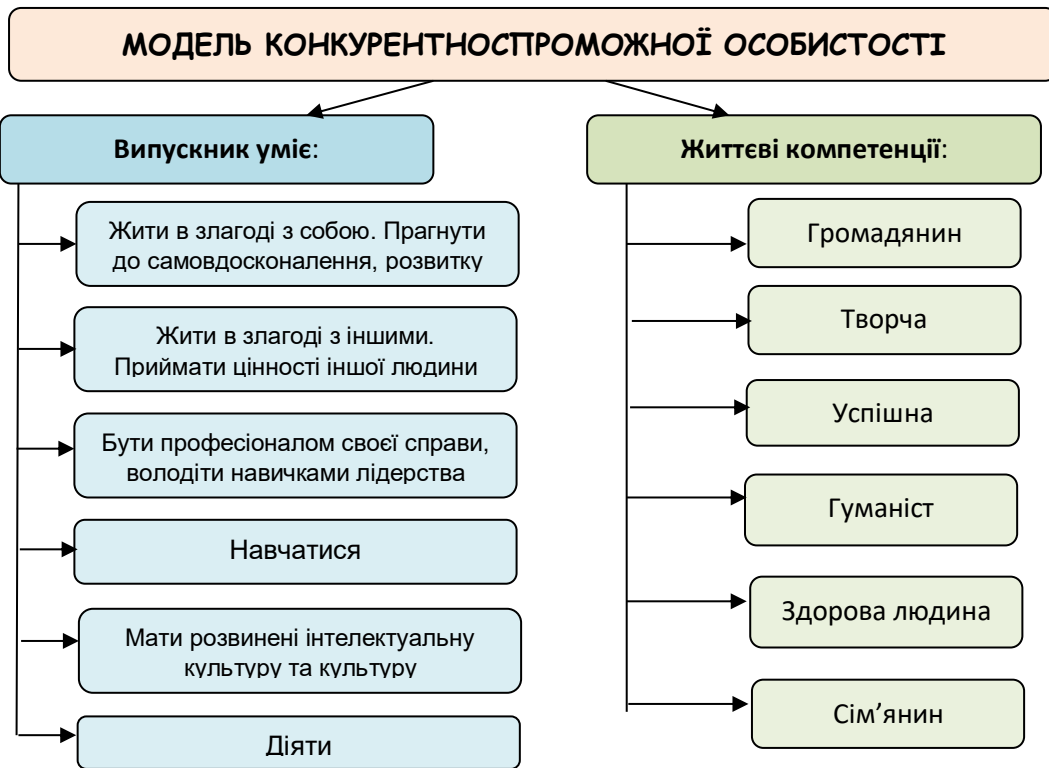 МОДЕЛЬ КОНКУРЕНТНОСПРОМОЖНОЇ ОСОБИСТОСТІ
Випускник уміє:
Жити в злагоді з собою. Прагнути
до самовдосконалення, розвитку
Жити в злагоді з іншими.
Приймати цінності іншої людини
Бути професіоналом своєї справи,
володіти навичками лідерства
Навчатися
Мати розвинені інтелектуальну
культуру та культуру
Діяти
Життєві компетенції:
Громадянин
Творча
Успішна
Гуманіст
Здорова людина
Сім’янин